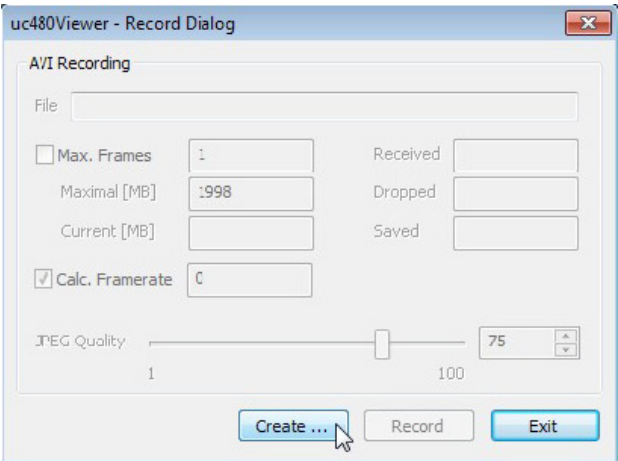 uc480Viewer - Record Dialog
AVI Recording
File
Max. Frames 1 Received
Maximal [MB] 1998 Dropped
Current [MB] Saved
Calc. Framerate 0
JPEG Quality 75
1 100
Create ... Record Exit